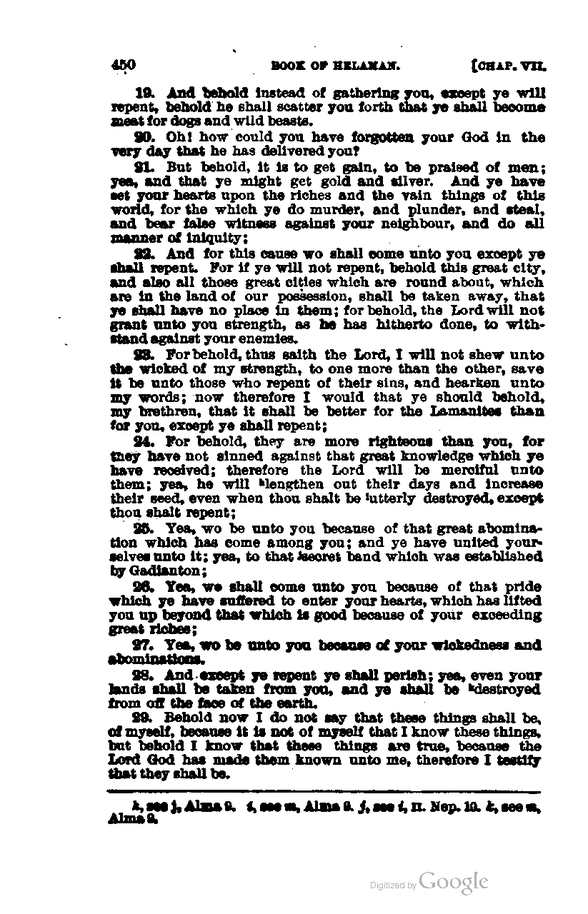 450 BOOK OF HELAMAN. [CHAP. VII.
19. And behold instead of gathering you, except ye will
repent, behold he shall scatter you forth that ye shall become
meat for dogs and wild beasts.
20. Oh! how could you have forgotten your God in the
very day that he has delivered you?
21. But behold, it is to get gain, to be praised of men;
yea, and that ye might get gold and silver. And ye have
set your hearts upon the riches and the vain things of this
world, for the which ye do murder, and plunder, and steal,
and bear false witness against your neighbour, and do all
manner of iniquity;
22. And for this cause wo shall come unto you except ye
shall repent. For if ye will not repent, behold this great city,
and also all those great cities which are round about, which
are in the land of our possession, shall be taken away, that
ye shall have no place in them; for behold, the Lord will not
grant unto you strength, as he has hitherto done, to with-
stand against your enemies.
23. For behold, thus saith the Lord, I will not shew unto
the wicked of my strength, to one more than the other, save
it be unto those who repent of their sins, and hearken unto
my words; now therefore I would that ye should behold,
my brethren, that it shall be better for the Lamanites than
for you, except ye shall repent;
24. For behold, they are more righteous than you, for
they have not sinned against that great knowledge which ye
have received; therefore the Lord will be merciful unto
them; yea, he will hlengthen out their days and increase
their seed, even when thou shalt be iutterly destroyed, except
thou shalt repent;
25. Yea, wo be unto you because of that great abomina-
tion which has come among you; and ye have united your-
selves unto it; yea, to that jsecret band which was established
by Gadianton;
26. Yea, wo shall come unto you because of that pride
which ye have suffered to enter your hearts, which has lifted
you up beyond that which is good because of your exceeding
great riches;
27. Yea, wo be unto you because of your wickedness and
abominations.
28. And except ye repent ye shall perish; yea, even your
lands shall be taken from you, and ye shall be kdestroyed
from off the face of the earth.
29. Behold now I do not say that these things shall be,
of myself, because it is not of myself that I know these things,
but behold I know that these things are true, because the
Lord God has made them known unto me, therefore I testify
that they shall be.
h, see j, Alma 9. i, see m, Alma 9. j, see i, II. Nep. 10. k, see m,
Alma 9.
Digitized by Google